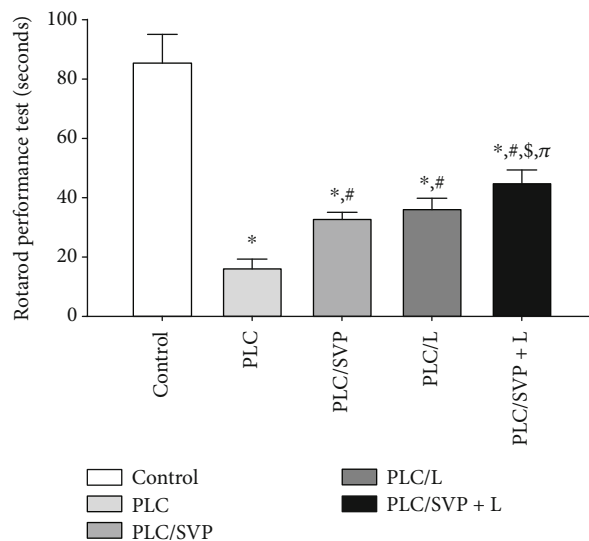 Rotarod performance test (seconds)
100
80
60
40
20
0
*
*,#
*,#
*,#,$,π
Control
PLC
PLC/SVP
PLC/L
PLC/SVP + L
Control
PLC
PLC/SVP
PLC/L
PLC/SVP + L